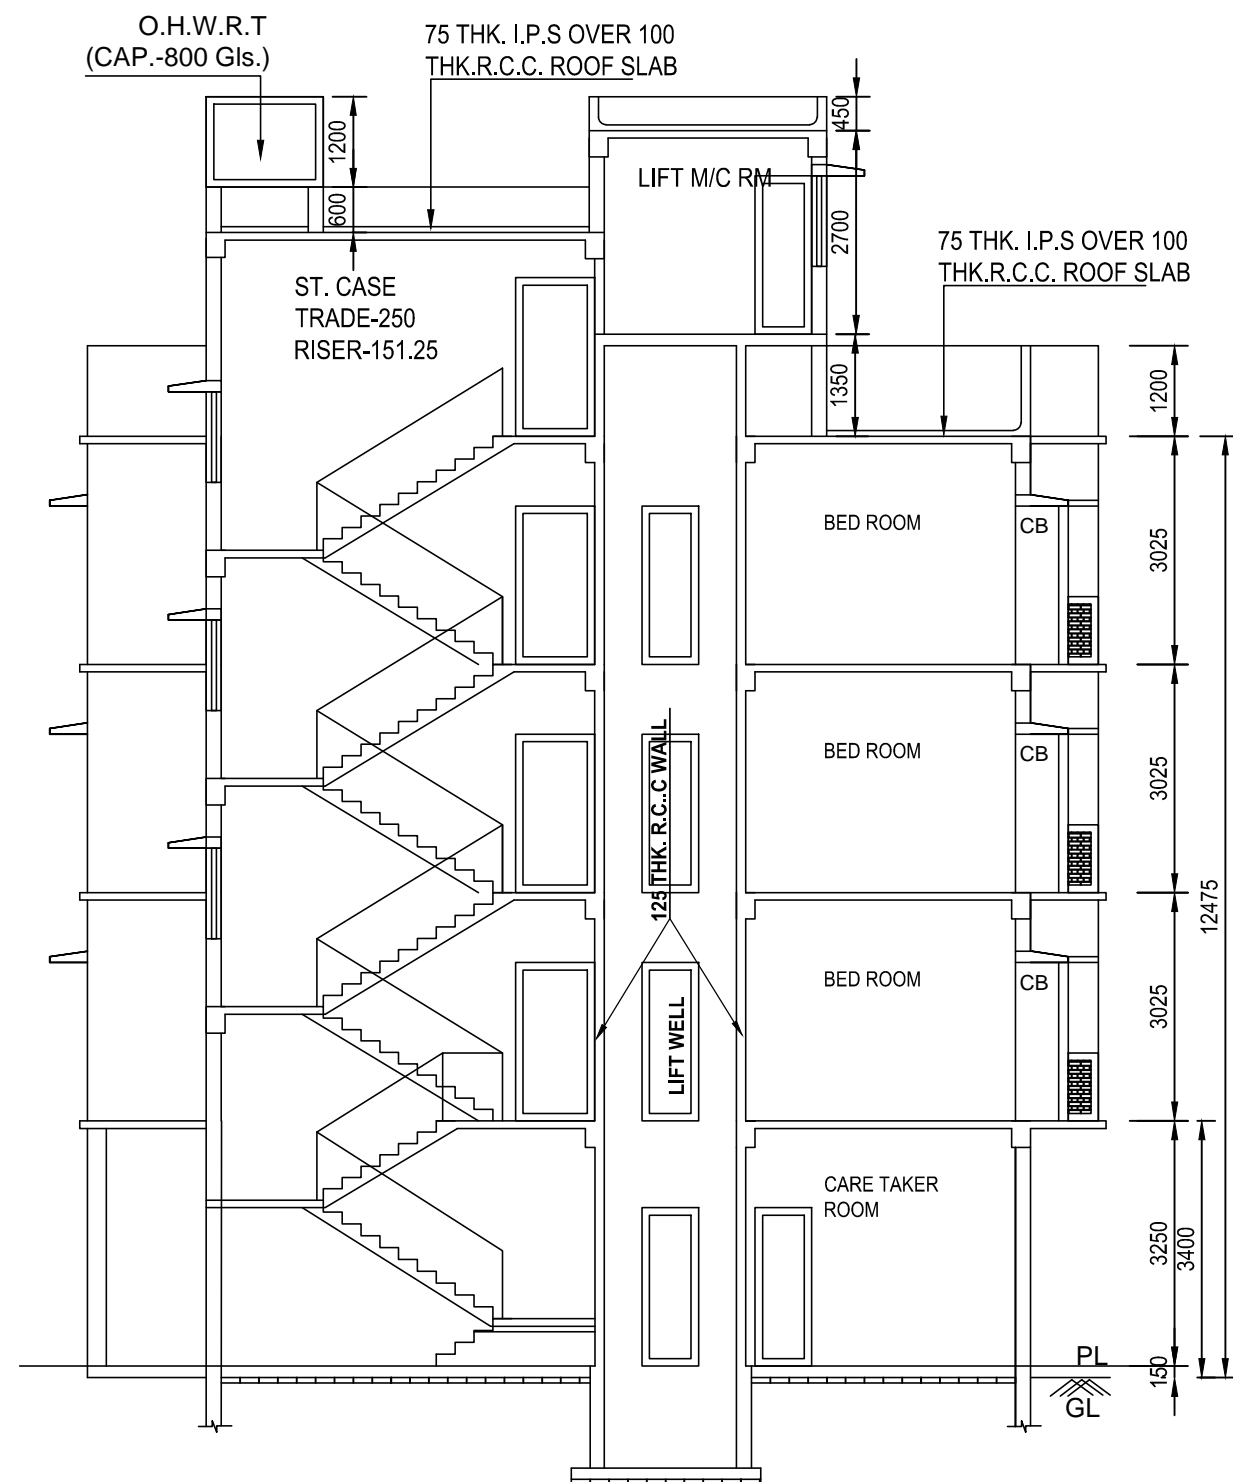 O.H.W.R.T
(CAP.-800 Gls.)
75 THK. I.P.S OVER 100
THK.R.C.C. ROOF SLAB
450
1200
LIFT M/C RM
600
2700
75 THK. I.P.S OVER 100
THK.R.C.C. ROOF SLAB
ST. CASE
TRADE-250
RISER-151.25
1350
1200
BED ROOM
CB
3025
BED ROOM
CB
3025
125 THK. R.C..C WALL
12475
BED ROOM
CB
3025
LIFT WELL
CARE TAKER
ROOM
3250
3400
PL
150
GL